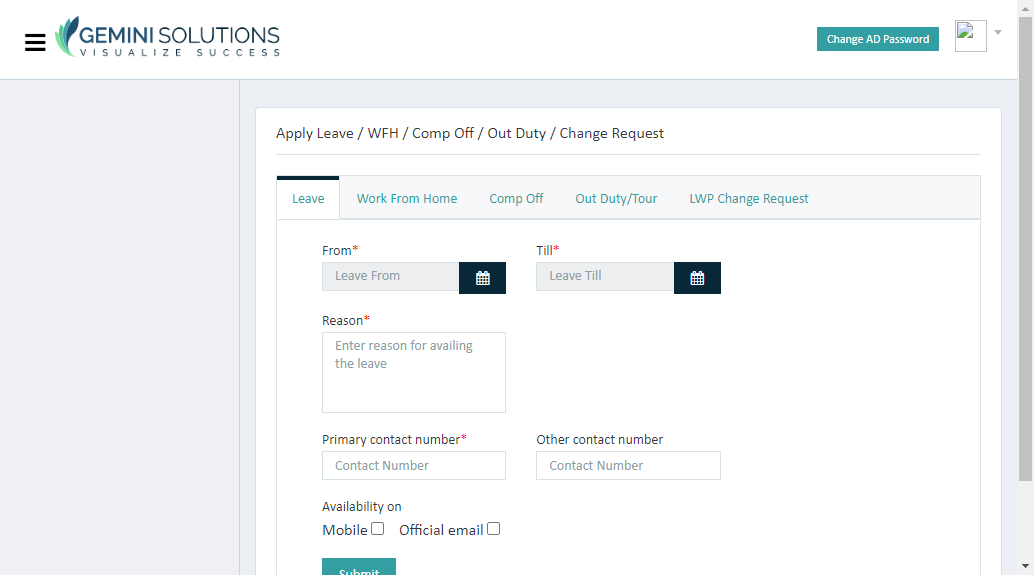 GEMINI SOLUTIONS
VISUALIZE SUCCESS
Change AD Password
Apply Leave / WFH / Comp Off / Out Duty / Change Request
Leave
Work From Home
Comp Off
Out Duty/Tour
LWP Change Request
From*
Till*
Leave From
Leave Till
Reason*
Enter reason for availing
the leave
Primary contact number*
Other contact number
Contact Number
Contact Number
Availability on
Mobile
Official email
Submit